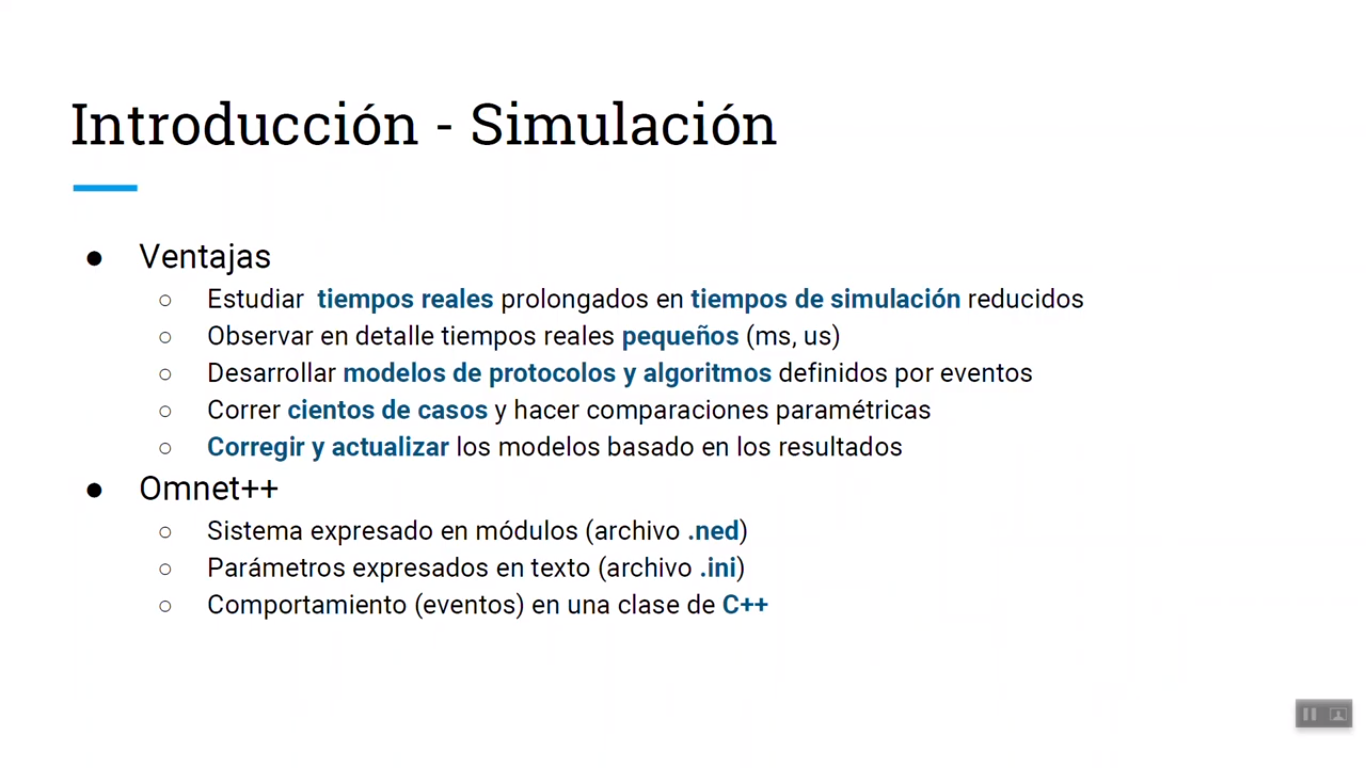 Introducción - Simulación
● Ventajas
○ Estudiar tiempos reales prolongados en tiempos de simulación reducidos
○ Observar en detalle tiempos reales pequeños (ms, us)
○ Desarrollar modelos de protocolos y algoritmos definidos por eventos
○ Correr cientos de casos y hacer comparaciones paramétricas
○ Corregir y actualizar los modelos basado en los resultados
● Omnet++
○ Sistema expresado en módulos (archivo .ned)
○ Parámetros expresados en texto (archivo .ini)
○ Comportamiento (eventos) en una clase de C++